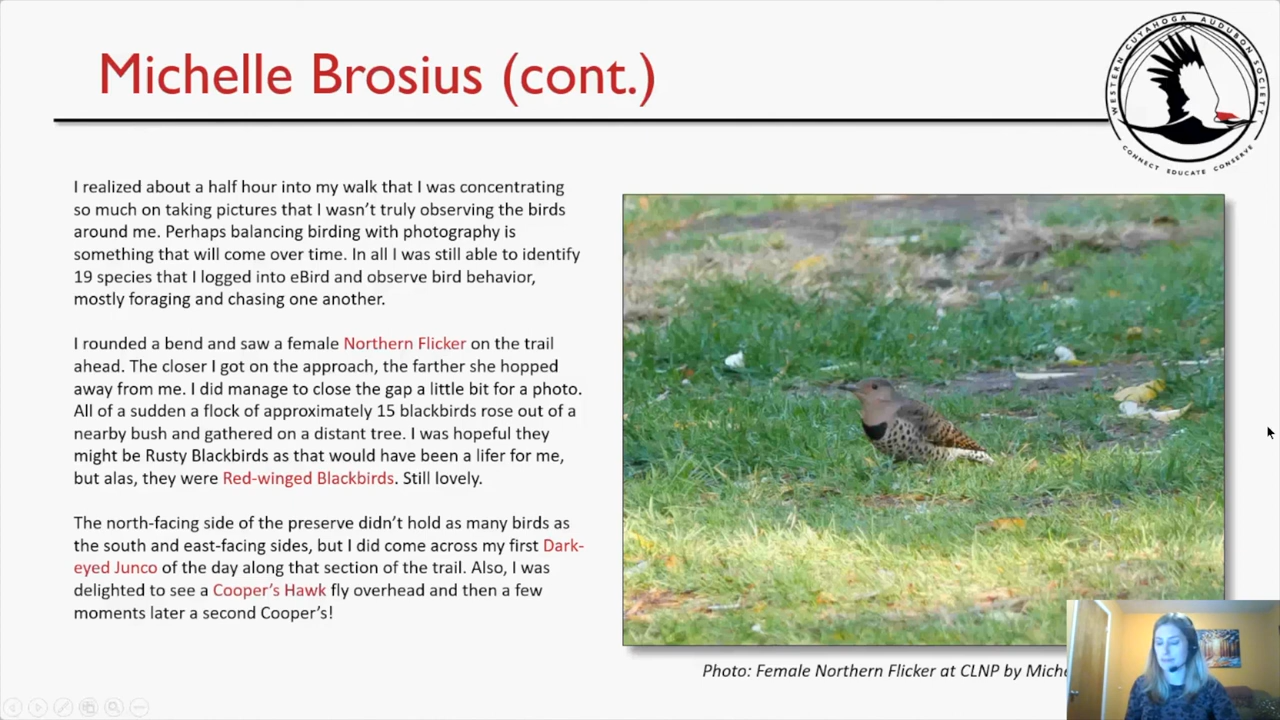 Michelle Brosius (cont.)
WESTERN CUYAHOGA AUDUBON SOCIETY
CONNECT EDUCATE CONSERVE
I realized about a half hour into my walk that I was concentrating
so much on taking pictures that I wasn't truly observing the birds
around me. Perhaps balancing birding with photography is
something that will come over time. In all I was still able to identify
19 species that I logged into eBird and observe bird behavior,
mostly foraging and chasing one another.
I rounded a bend and saw a female Northern Flicker on the trail
ahead. The closer I got on the approach, the farther she hopped
away from me. I did manage to close the gap a little bit for a photo.
All of a sudden a flock of approximately 15 blackbirds rose out of a
nearby bush and gathered on a distant tree. I was hopeful they
might be Rusty Blackbirds as that would have been a lifer for me,
but alas, they were Red-winged Blackbirds. Still lovely.
The north-facing side of the preserve didn't hold as many birds as
the south and east-facing sides, but I did come across my first Dark-
eyed Junco of the day along that section of the trail. Also, I was
delighted to see a Cooper's Hawk fly overhead and then a few
moments later a second Cooper's!
Photo: Female Northern Flicker at CLNP by